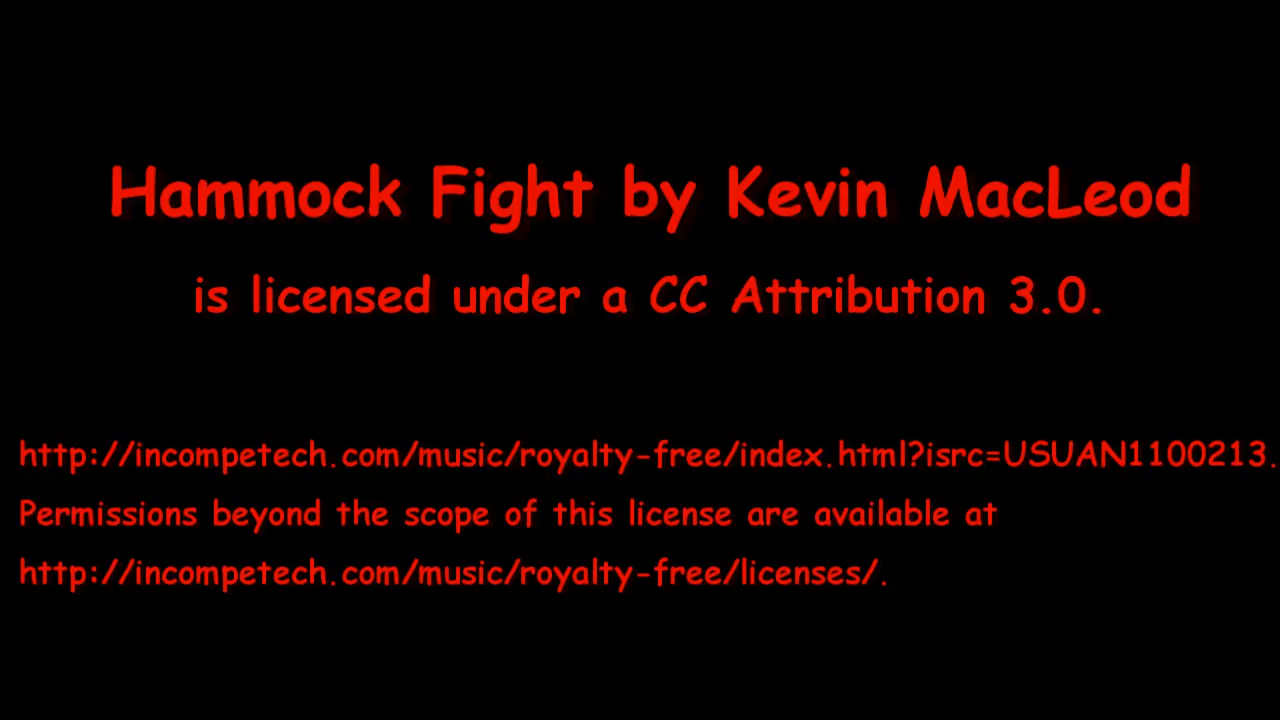 Hammock Fight by Kevin MacLeod
is licensed under a CC Attribution 3.0.
http://incompetech.com/music/royalty-free/index.html?isrc=USUAN1100213.
Permissions beyond the scope of this license are available at
http://incompetech.com/music/royalty-free/licenses/.